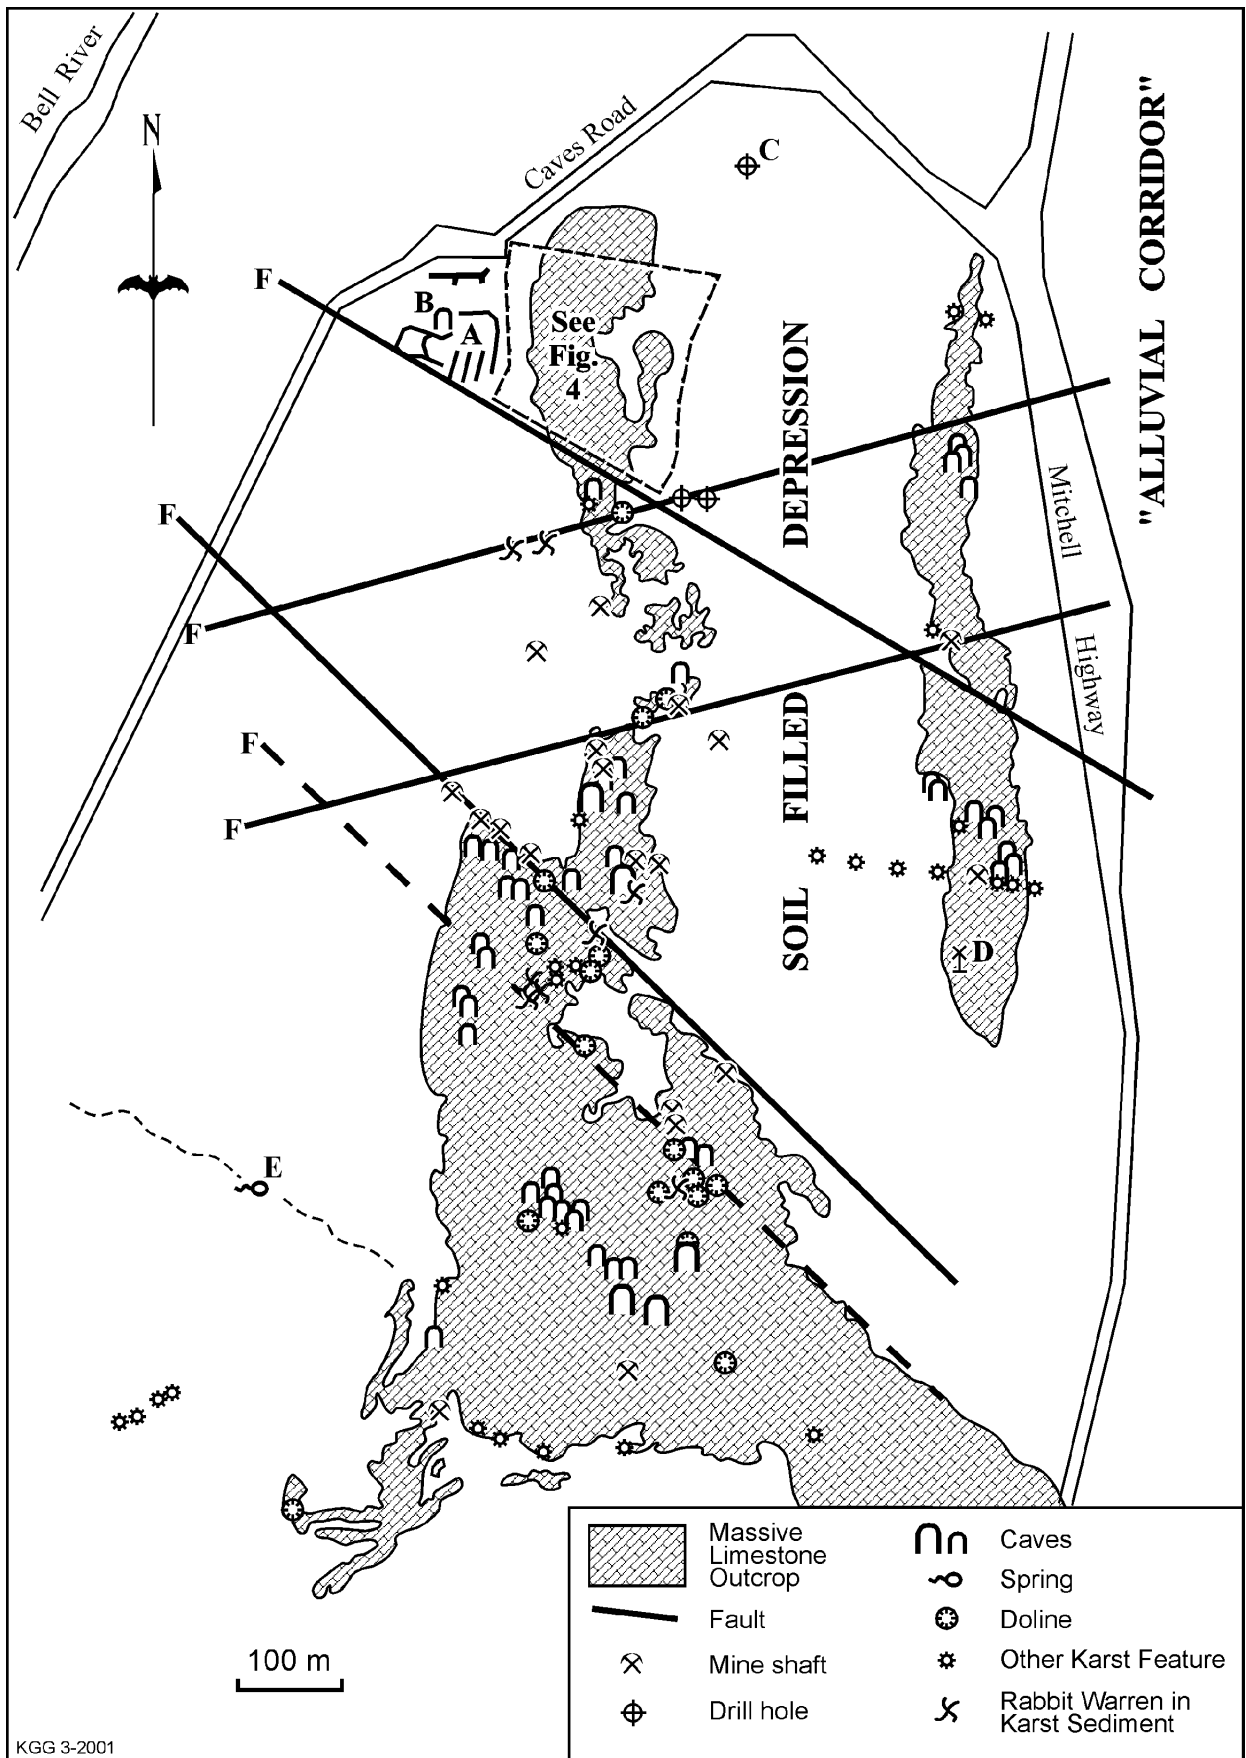 Bell River
N
Caves Road
C
"ALLUVIAL CORRIDOR"
F
B
A
See
Fig.
4
SOIL FILLED DEPRESSION
Mitchell
Highway
F
F
F
F
D
E
100 m
Massive
Limestone
Outcrop
Fault
Mine shaft
Drill hole
Caves
Spring
Doline
Other Karst Feature
Rabbit Warren in
Karst Sediment
KGG 3-2001